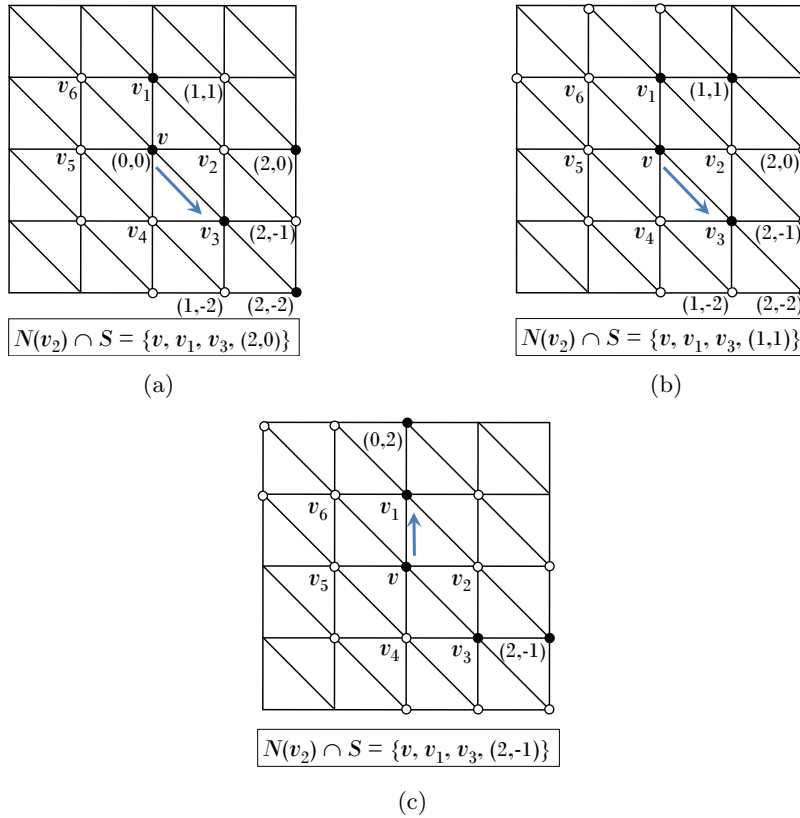 v₆ v₁ (1,1)
v
v₅ (0,0) v₂ (2,0)
v₄ v₃ (2,-1)
(1,-2) (2,-2)
N(v₂) ∩ S = {v, v₁, v₃, (2,0)}
(a)
v₆ v₁ (1,1)
v₅ v v₂ (2,0)
v₄ v₃ (2,-1)
(1,-2) (2,-2)
N(v₂) ∩ S = {v, v₁, v₃, (1,1)}
(b)
(0,2)
v₆ v₁
v₅ v v₂
v₄ v₃ (2,-1)
N(v₂) ∩ S = {v, v₁, v₃, (2,-1)}
(c)